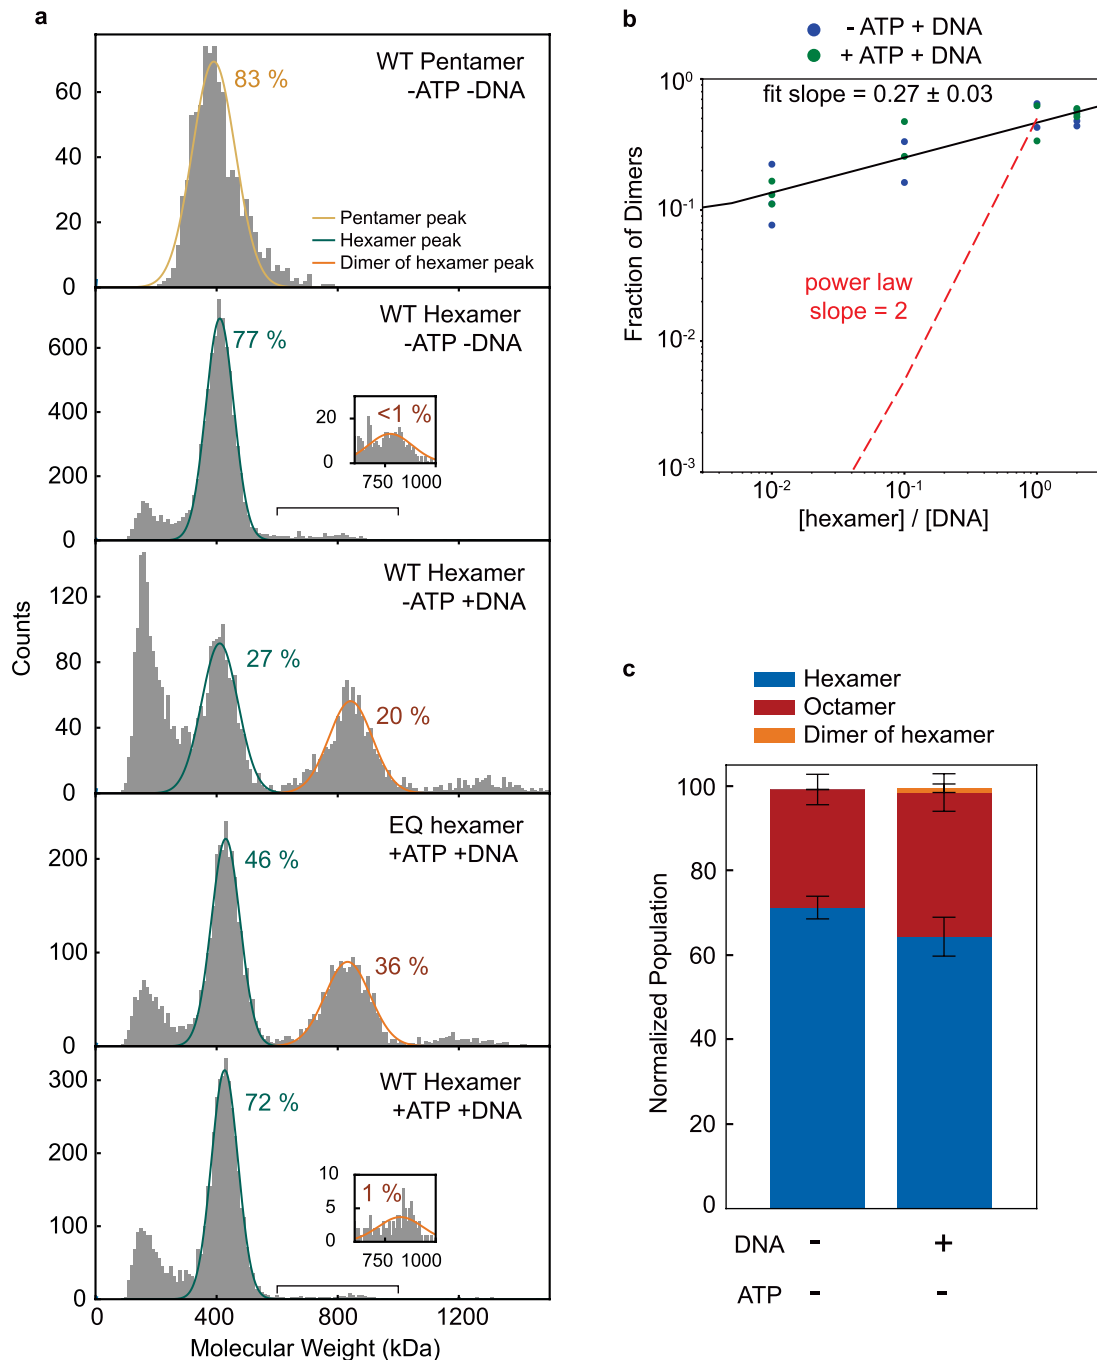 a
WT Pentamer
-ATP -DNA
83 %
Pentamer peak
Hexamer peak
Dimer of hexamer peak
60
40
20
0
WT Hexamer
-ATP -DNA
77 %
<1 %
20
0
750 1000
600
400
200
0
WT Hexamer
-ATP +DNA
27 %
20 %
120
80
40
0
EQ hexamer
+ATP +DNA
46 %
36 %
200
100
0
WT Hexamer
+ATP +DNA
72 %
1 %
10
5
0
750 1000
300
200
100
0
0 400 800 1200
Counts
Molecular Weight (kDa)
b
-ATP + DNA
+ ATP + DNA
fit slope = 0.27 ± 0.03
power law
slope = 2
10⁰
10⁻¹
10⁻²
10⁻³
Fraction of Dimers
10⁻² 10⁻¹ 10⁰
[hexamer] / [DNA]
c
Hexamer
Octamer
Dimer of hexamer
100
80
60
40
20
0
Normalized Population
DNA - +
ATP - -